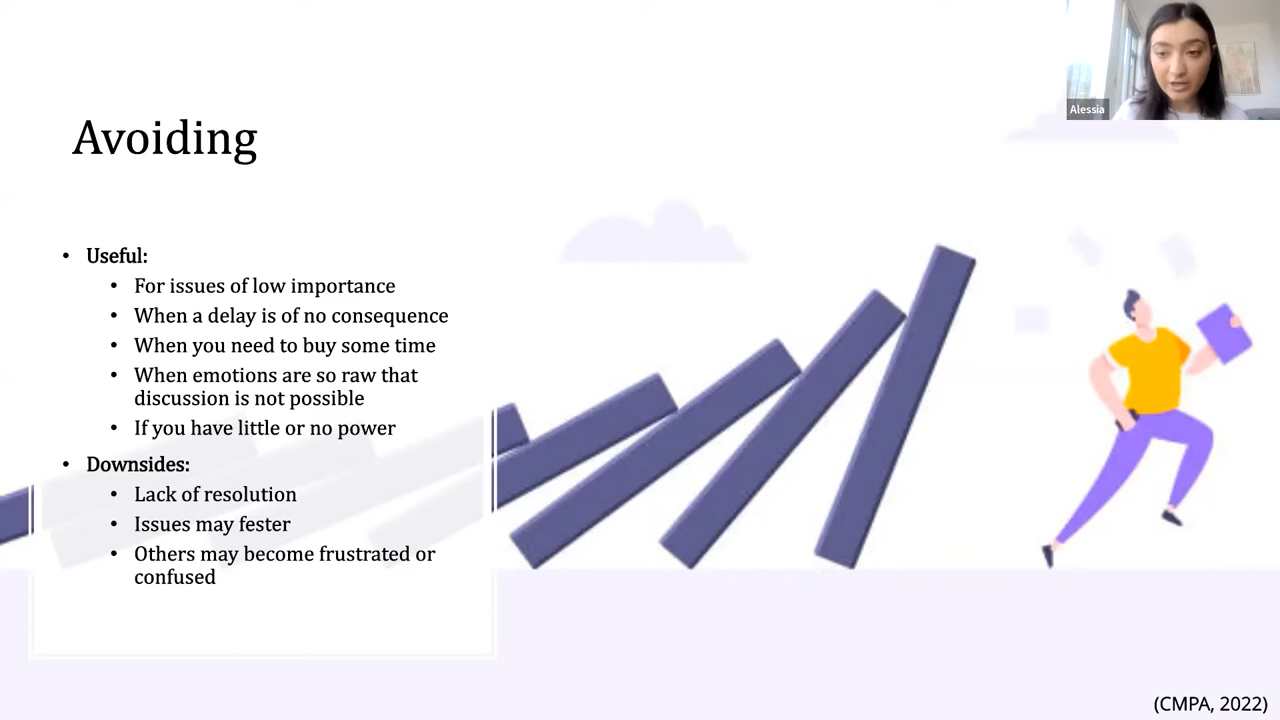 Alessia
Avoiding
• Useful:
• For issues of low importance
• When a delay is of no consequence
• When you need to buy some time
• When emotions are so raw that
discussion is not possible
• If you have little or no power
• Downsides:
• Lack of resolution
• Issues may fester
• Others may become frustrated or
confused
(CMPA, 2022)